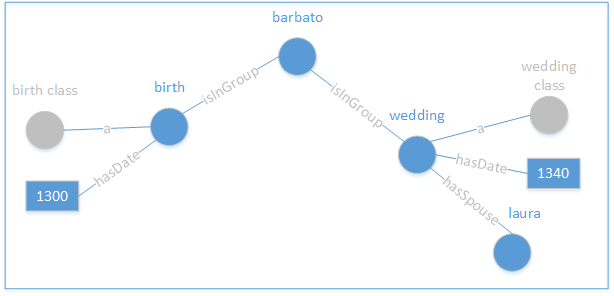 barbato
birth class
a
birth
isInGroup
hasDate
1300
isInGroup
wedding
wedding
class
a
hasDate
1340
hasSpouse
laura